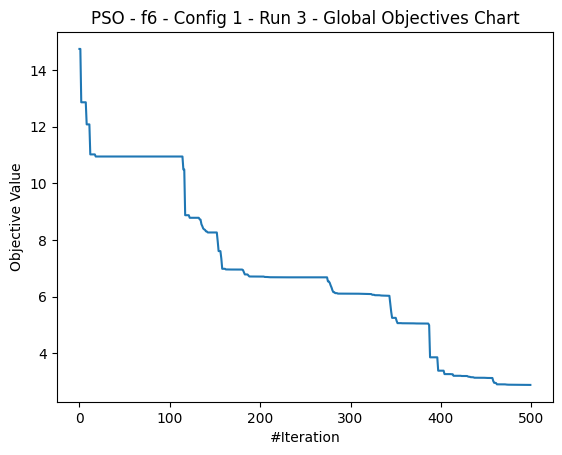 PSO - f6 - Config 1 - Run 3 - Global Objectives Chart
14
12
10
8
6
4
Objective Value
0 100 200 300 400 500
#Iteration